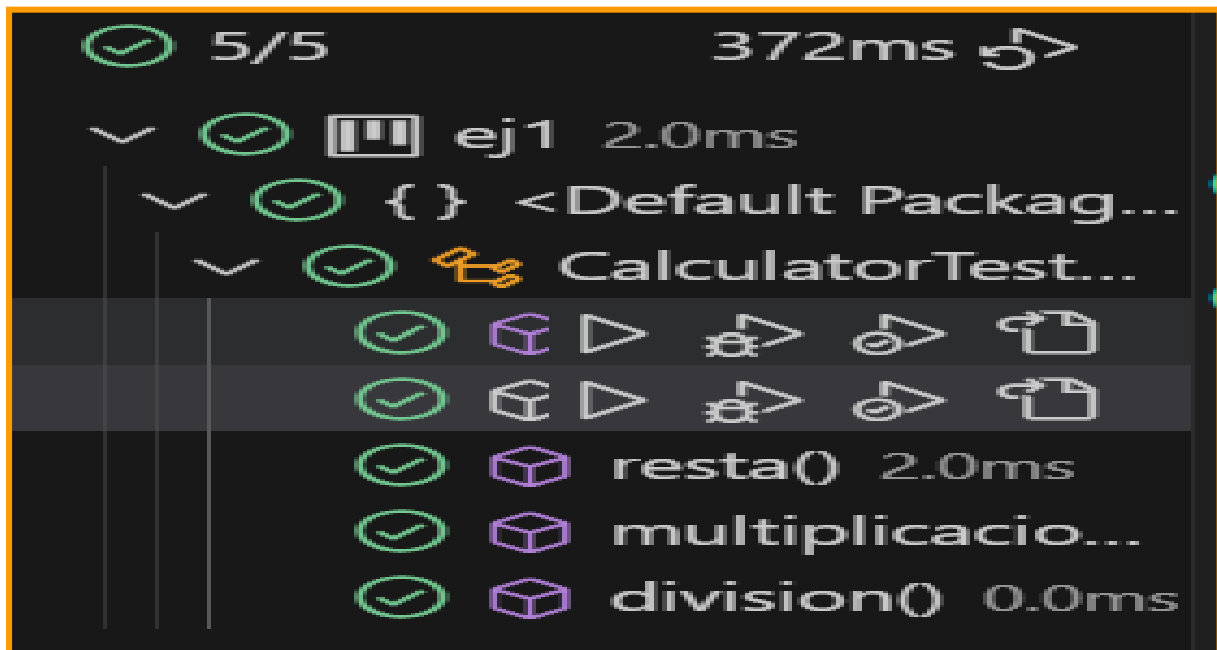 5/5 372ms
ej1 2.0ms
{ } <Default Packag...
CalculatorTest...
resta() 2.0ms
multiplicacio...
division() 0.0ms